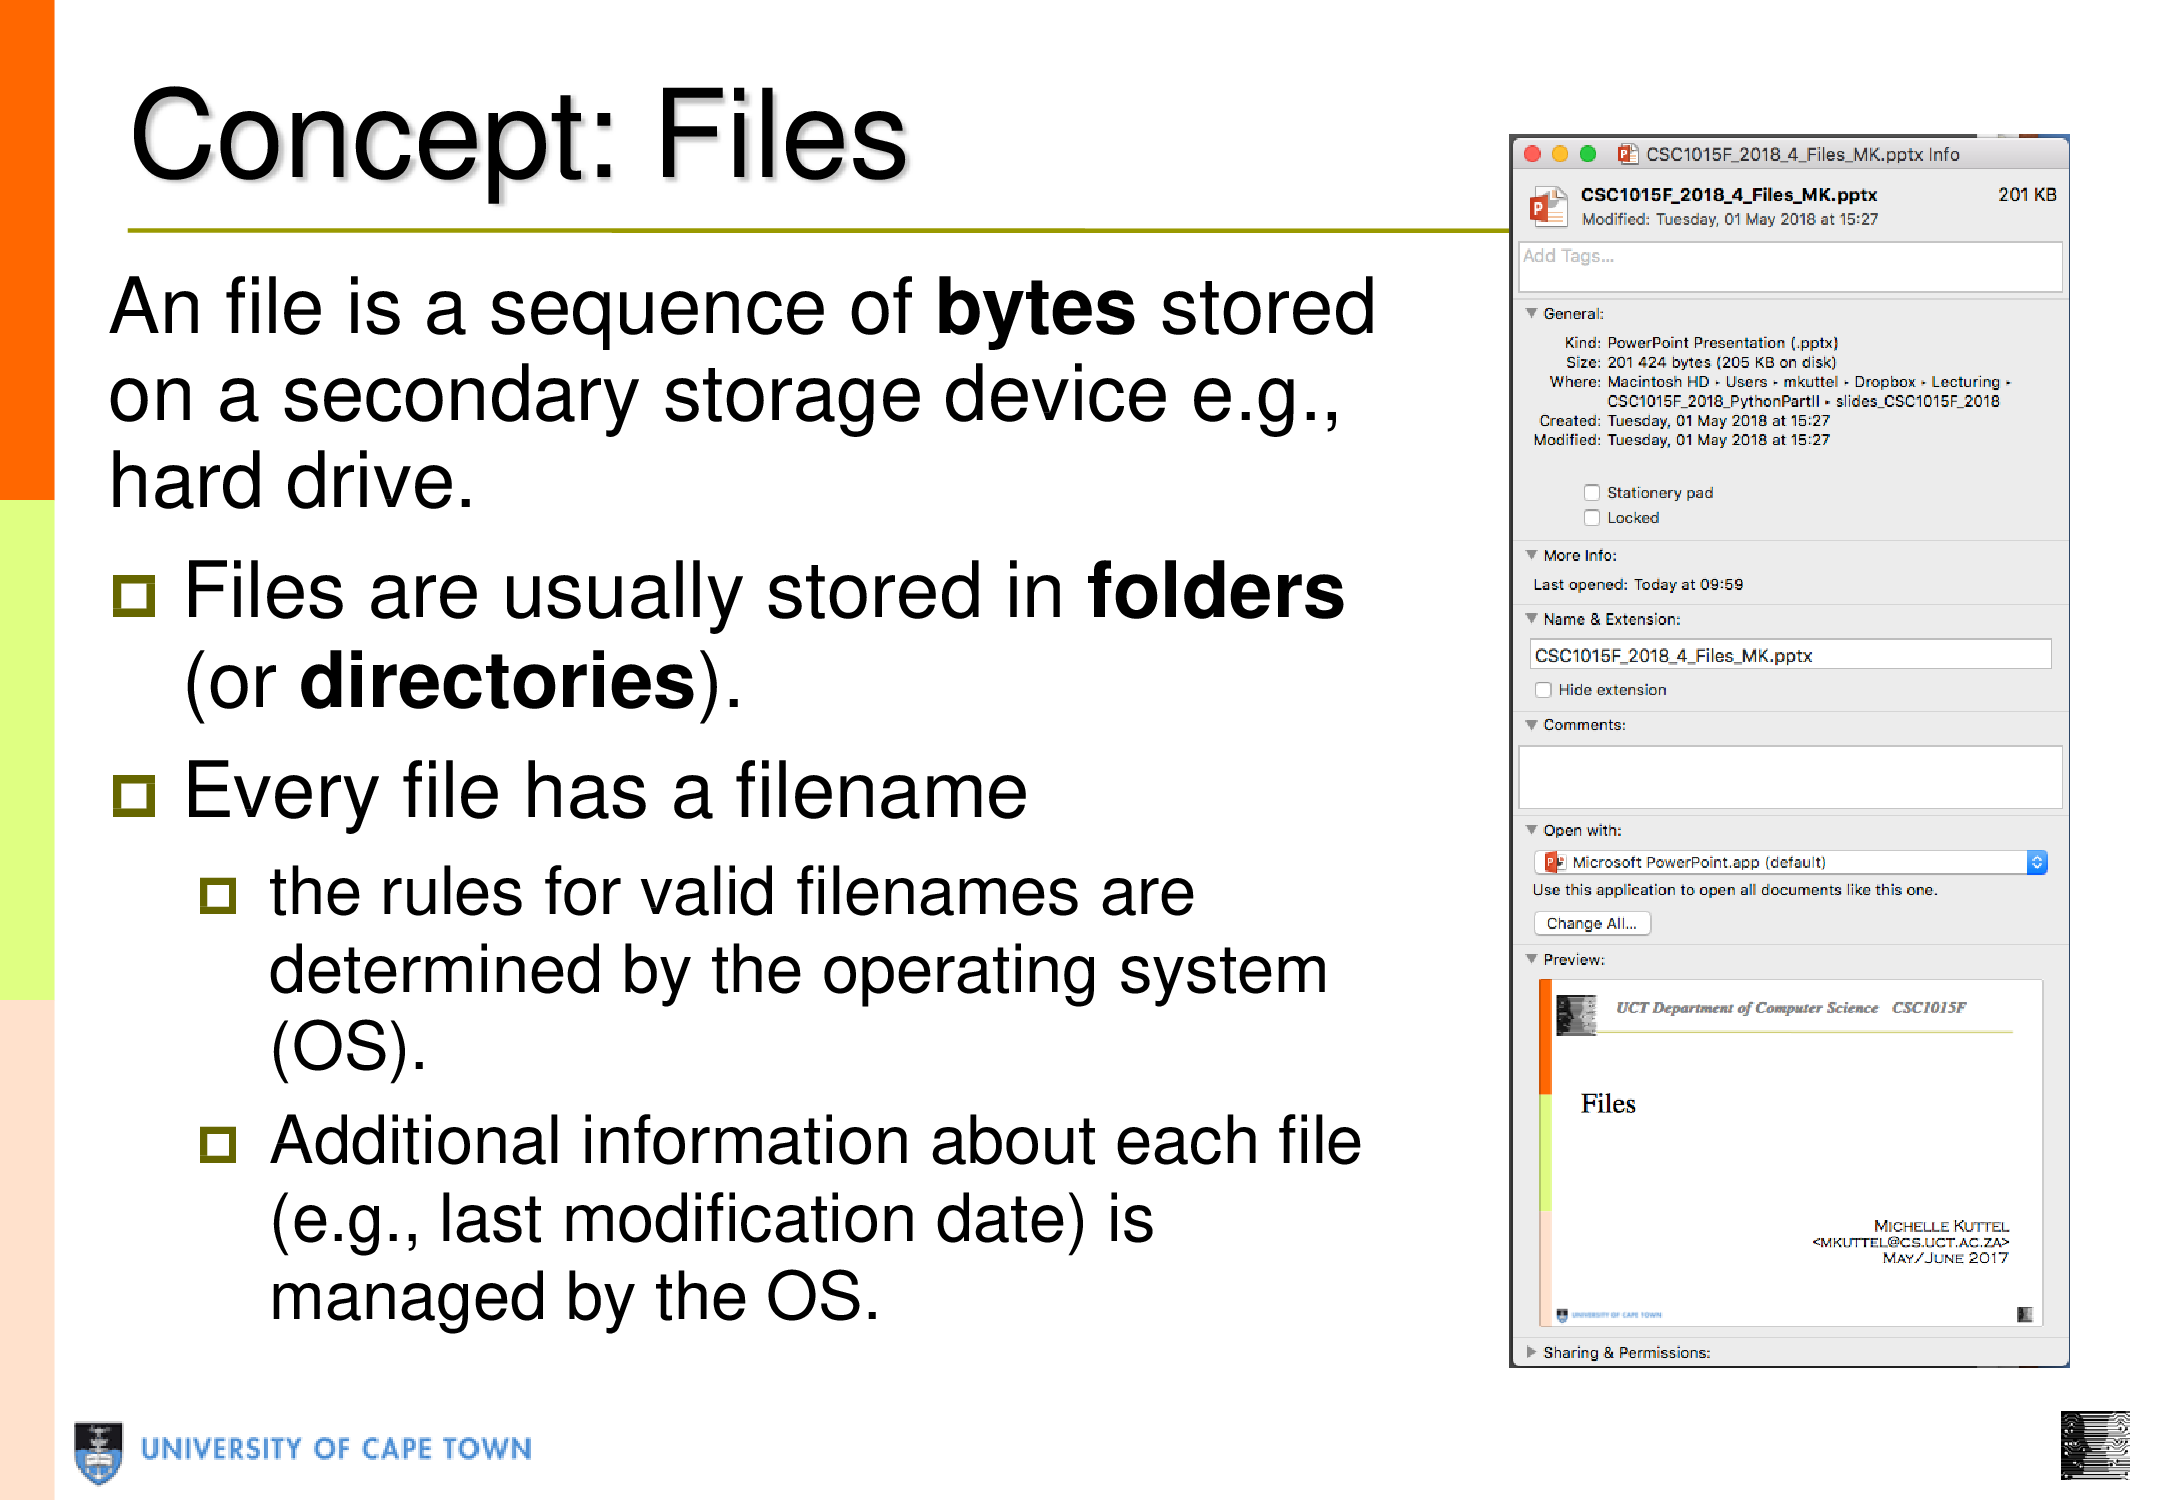 Concept: Files
An file is a sequence of bytes stored
on a secondary storage device e.g.,
hard drive.
Files are usually stored in folders
(or directories).
Every file has a filename
the rules for valid filenames are
determined by the operating system
(OS).
Additional information about each file
(e.g., last modification date) is
managed by the OS.
CSC1015F_2018_4_Files_MK.pptx Info
CSC1015F_2018_4_Files_MK.pptx 201 KB
Modified: Tuesday, 01 May 2018 at 15:27
Add Tags...
General:
Kind: PowerPoint Presentation (.pptx)
Size: 201 424 bytes (205 KB on disk)
Where: Macintosh HD ▸ Users ▸ mkuttel ▸ Dropbox ▸ Lecturing ▸
CSC1015F_2018_PythonPartII ▸ slides_CSC1015F_2018
Created: Tuesday, 01 May 2018 at 15:27
Modified: Tuesday, 01 May 2018 at 15:27
Stationery pad
Locked
More Info:
Last opened: Today at 09:59
Name & Extension:
CSC1015F_2018_4_Files_MK.pptx
Hide extension
Comments:
Open with:
Microsoft PowerPoint.app (default)
Use this application to open all documents like this one.
Change All...
Preview:
UCT Department of Computer Science CSC1015F
Files
MICHELLE KUTTEL
<MKUTTEL@CS.UCT.AC.ZA>
MAY/JUNE 2017
UNIVERSITY OF CAPE TOWN
Sharing & Permissions:
UNIVERSITY OF CAPE TOWN